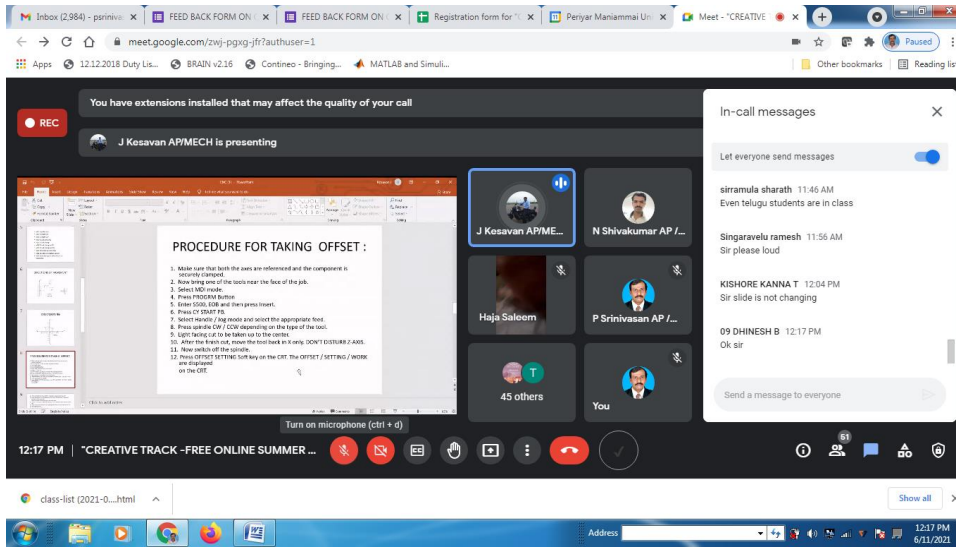 Inbox (2,984) - psriniva
FEED BACK FORM ON
FEED BACK FORM ON
Registration form for "
Periyar Maniammai Un
Meet - "CREATIVE
meet.google.com/zwj-pgxg-jfr?authuser=1
Paused
Apps
12.12.2018 Duty Lis...
BRAIN v2.16
Contineo - Bringing...
MATLAB and Simuli...
Other bookmarks
Reading lis
REC
You have extensions installed that may affect the quality of your call
J Kesavan AP/MECH is presenting
PROCEDURE FOR TAKING OFFSET :
1. Make sure that both the axes are referenced and the component is
securely clamped.
2. Now bring one of the tools near the face of the job.
3. Select MDI mode.
4. Press PROGRM Button
5. Enter S500, EOB and then press Insert.
6. Press CY START PB.
7. Select Handle / Jog mode and select the appropriate feed.
8. Press spindle CW / CCW depending on the type of the tool.
9. Light facing cut to be taken up to the center.
10. After the finish cut, move the tool back in X only. DON'T DISTURB Z-AXIS.
11. Now switch off the spindle.
12. Press OFFSET SETTING Soft key on the CRT. The OFFSET / SETTING / WORK
are displayed
on the CRT.
J Kesavan AP/ME...
N Shivakumar AP /...
Haja Saleem
P Srinivasan AP /...
T
45 others
You
In-call messages
Let everyone send messages
sirramula sharath 11:46 AM
Even telugu students are in class
Singaravelu ramesh 11:56 AM
Sir please loud
KISHORE KANNA T 12:04 PM
Sir slide is not changing
09 DHINESH B 12:17 PM
Ok sir
Send a message to everyone
Turn on microphone (ctrl + d)
12:17 PM | "CREATIVE TRACK -FREE ONLINE SUMMER ...
51
class-list (2021-0....html
Show all
Address
12:17 PM
6/11/2021